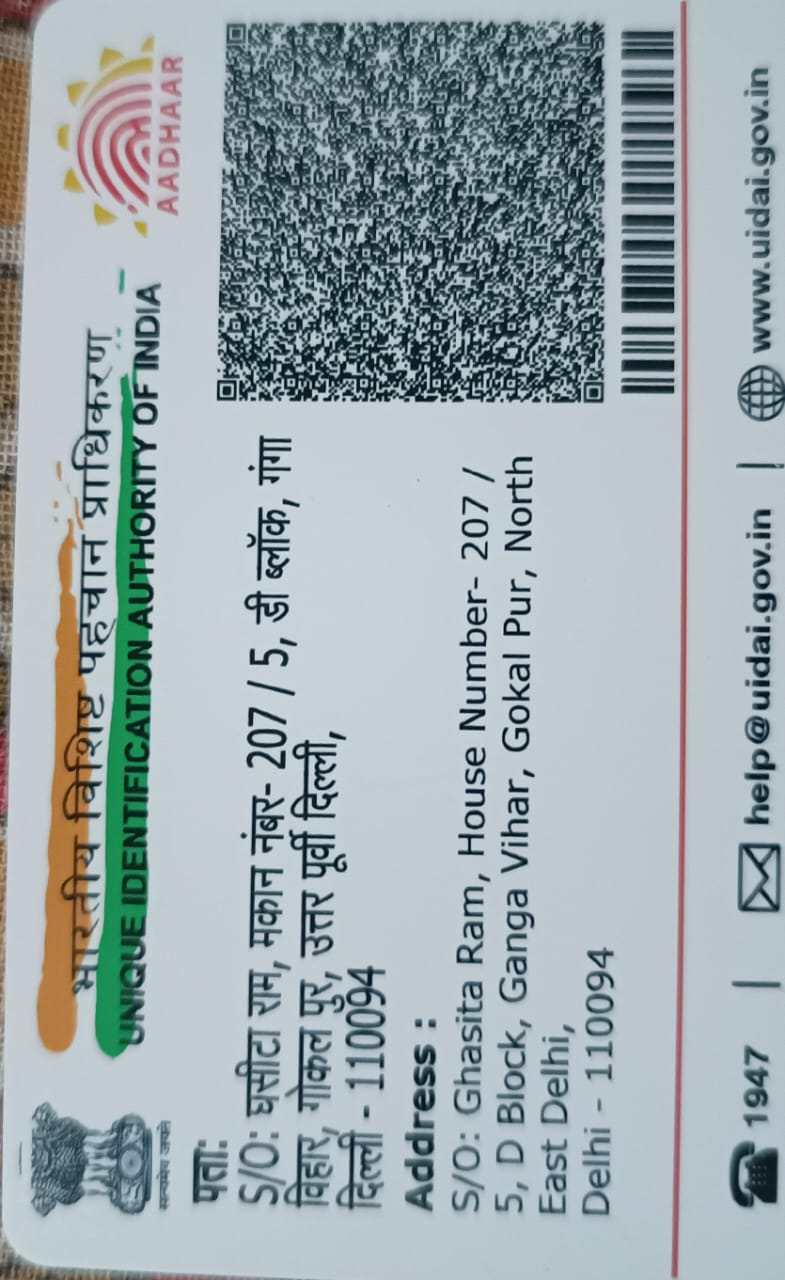 भारतीय विशिष्ट पहचान प्राधिकरण
UNIQUE IDENTIFICATION AUTHORITY OF INDIA
AADHAAR
सत्यमेव जयते
पता:
S/O: घसीटा राम, मकान नंबर- 207 / 5, डी ब्लॉक, गंगा
विहार, गोकल पुर, उत्तर पूर्वी दिल्ली,
दिल्ली - 110094
Address :
S/O: Ghasita Ram, House Number- 207 /
5, D Block, Ganga Vihar, Gokal Pur, North
East Delhi,
Delhi - 110094
1947 | help@uidai.gov.in | www.uidai.gov.in